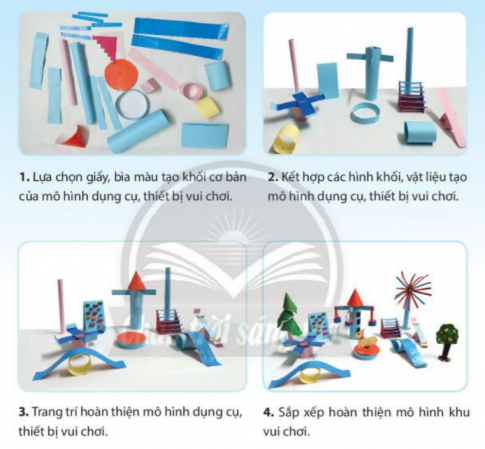 1. Lựa chọn giấy, bìa màu tạo khối cơ bản
của mô hình dụng cụ, thiết bị vui chơi.
2. Kết hợp các hình khối, vật liệu tạo
mô hình dụng cụ, thiết bị vui chơi.
Chân trời sáng
3. Trang trí hoàn thiện mô hình dụng cụ,
thiết bị vui chơi.
4. Sắp xếp hoàn thiện mô hình khu
vui chơi.